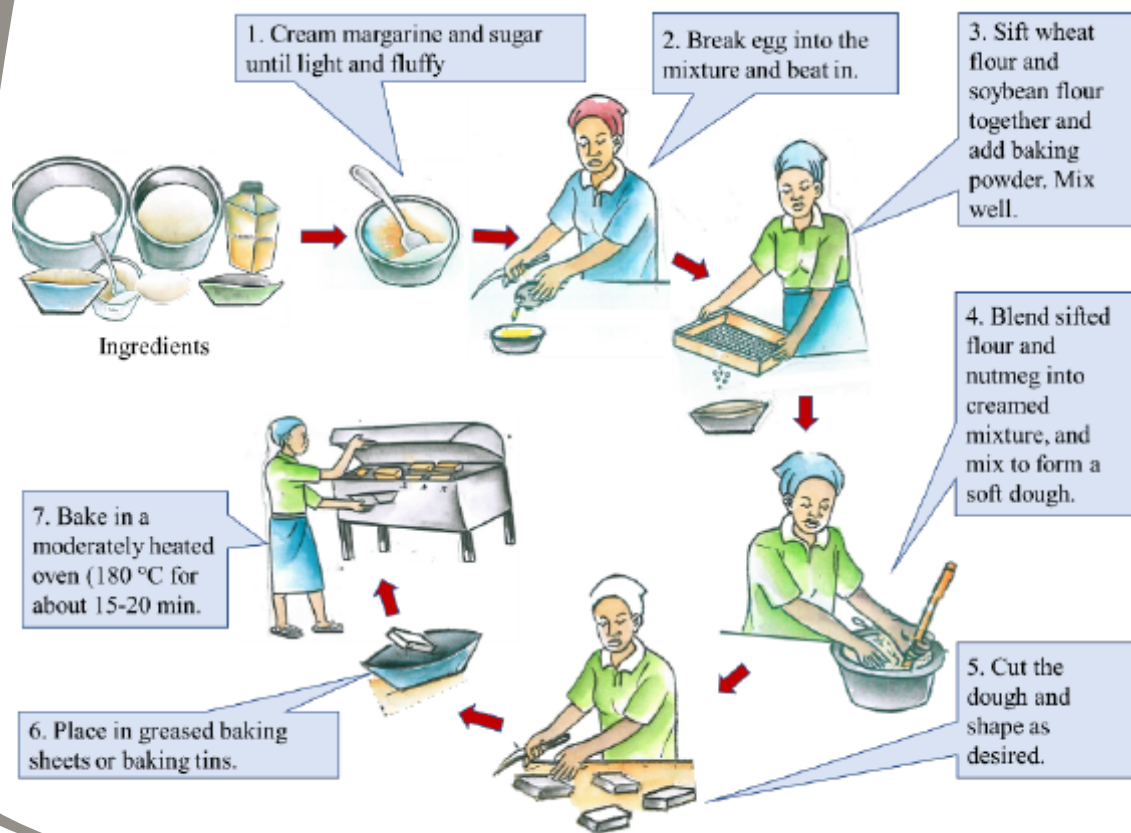 1. Cream margarine and sugar
until light and fluffy
2. Break egg into the
mixture and beat in.
3. Sift wheat
flour and
soybean flour
together and
add baking
powder. Mix
well.
Ingredients
4. Blend sifted
flour and
nutmeg into
creamed
mixture, and
mix to form a
soft dough.
5. Cut the
dough and
shape as
desired.
6. Place in greased baking
sheets or baking tins.
7. Bake in a
moderately heated
oven (180 °C for
about 15-20 min.